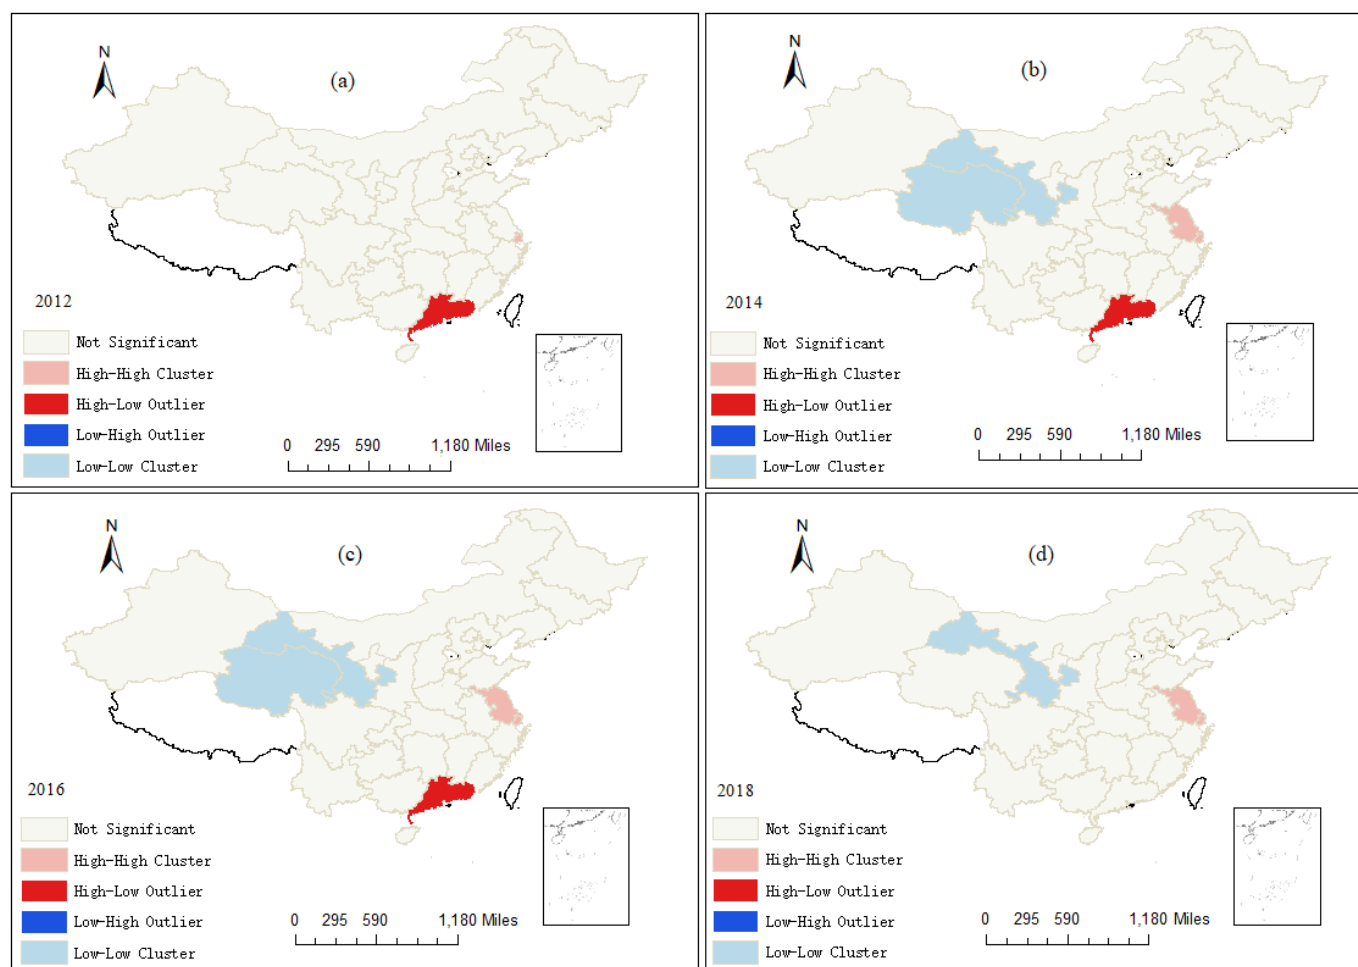 N
(a)
2012
Not Significant
High-High Cluster
High-Low Outlier
Low-High Outlier
Low-Low Cluster
0 295 590 1,180 Miles
N
(b)
2014
Not Significant
High-High Cluster
High-Low Outlier
Low-High Outlier
Low-Low Cluster
0 295 590 1,180 Miles
N
(c)
2016
Not Significant
High-High Cluster
High-Low Outlier
Low-High Outlier
Low-Low Cluster
0 295 590 1,180 Miles
N
(d)
2018
Not Significant
High-High Cluster
High-Low Outlier
Low-High Outlier
Low-Low Cluster
0 295 590 1,180 Miles